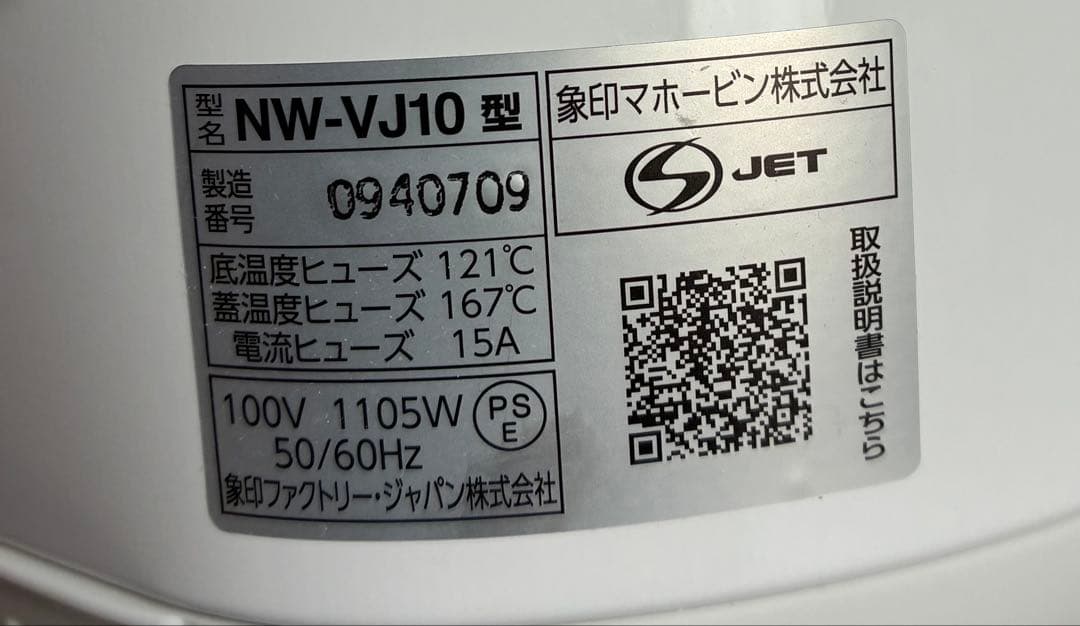 型名 NW-VJ10 型
製造番号 0940709
底温度ヒューズ 121℃
蓋温度ヒューズ 167℃
電流ヒューズ 15A
100V 1105W PSE
50/60Hz
象印ファクトリー・ジャパン株式会社
象印マホービン株式会社
S JET
取扱説明書はこちら